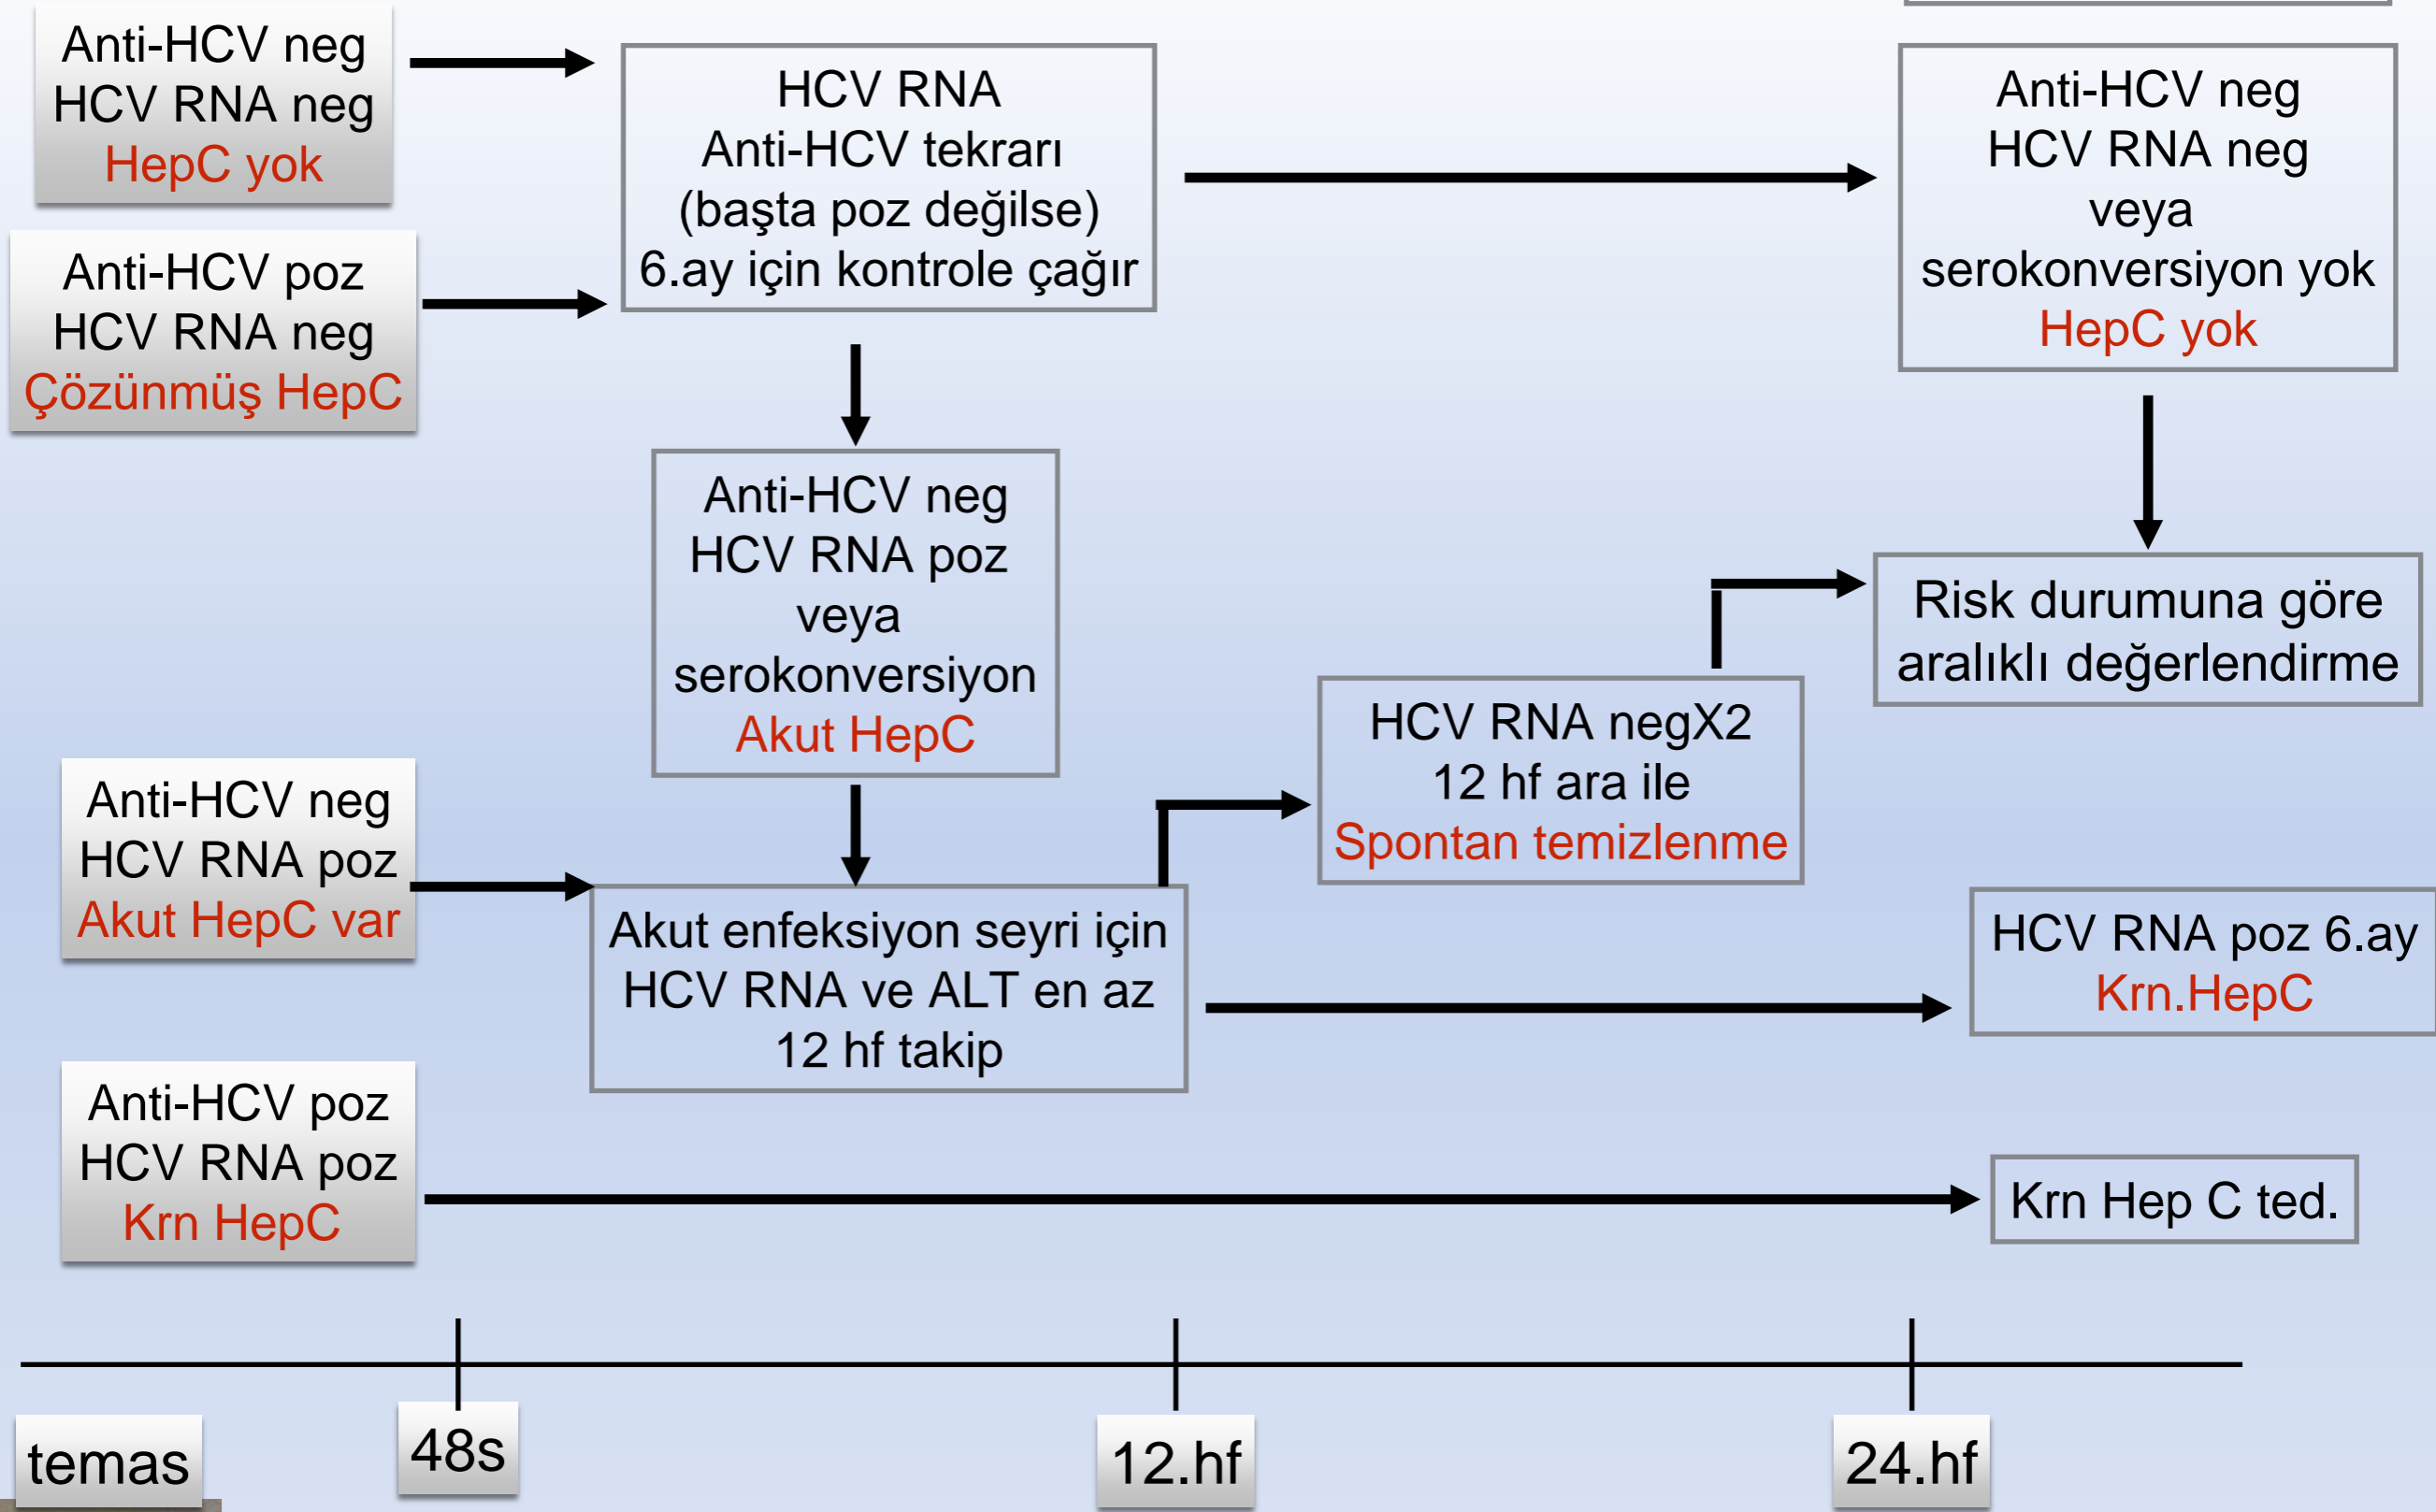 Anti-HCV neg
HCV RNA neg
HepC yok
Anti-HCV poz
HCV RNA neg
Çözünmüş HepC
Anti-HCV neg
HCV RNA poz
Akut HepC var
Anti-HCV poz
HCV RNA poz
Krn HepC
HCV RNA
Anti-HCV tekrarı
(başta poz değilse)
6.ay için kontrole çağır
Anti-HCV neg
HCV RNA poz
veya
serokonversiyon
Akut HepC
Akut enfeksiyon seyri için
HCV RNA ve ALT en az
12 hf takip
HCV RNA negX2
12 hf ara ile
Spontan temizlenme
Anti-HCV neg
HCV RNA neg
veya
serokonversiyon yok
HepC yok
Risk durumuna göre
aralıklı değerlendirme
HCV RNA poz 6.ay
Krn.HepC
Krn Hep C ted.
temas
48s
12.hf
24.hf